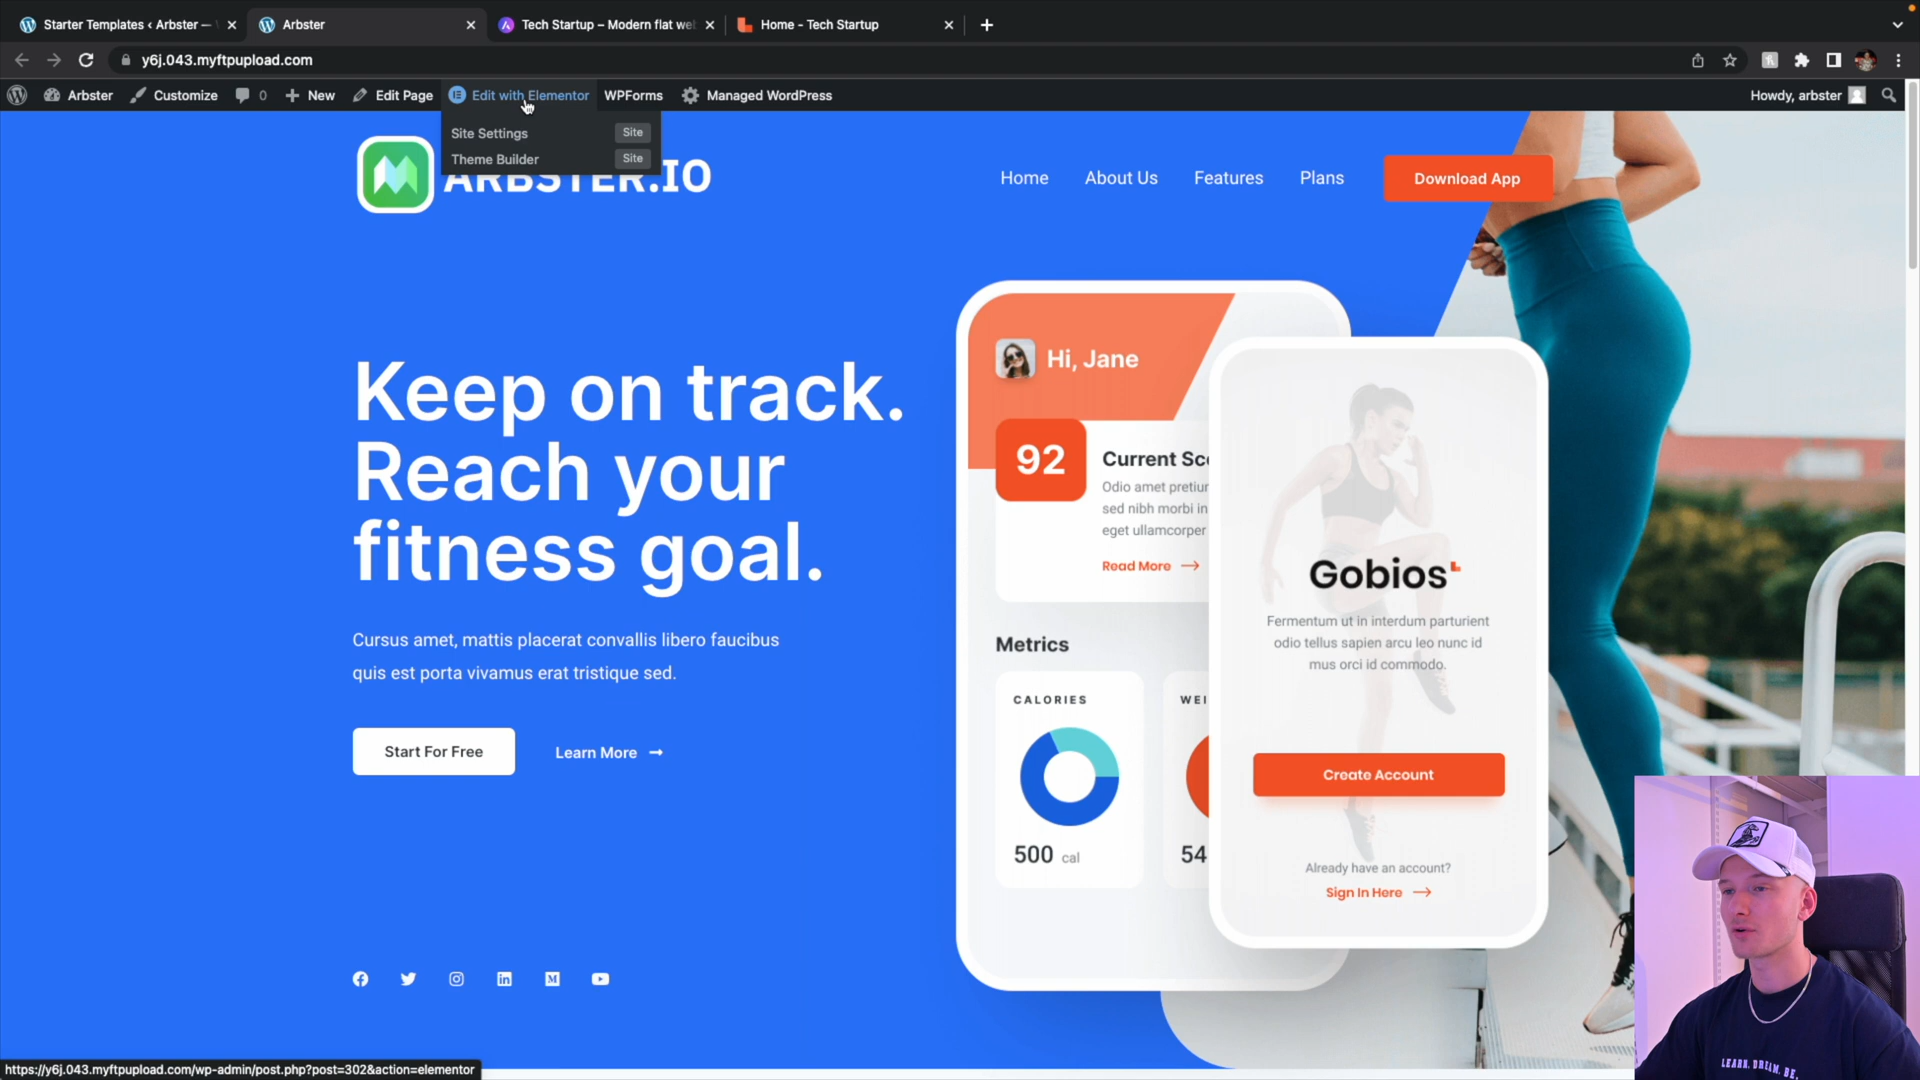 Starter Templates ‹ Arbster —
Arbster
Tech Startup – Modern flat we
Home - Tech Startup
y6j.043.myftpupload.com
Arbster
Customize
0
New
Edit Page
Edit with Elementor
WPForms
Managed WordPress
Howdy, arbster
Site Settings
Site
Theme Builder
Site
ARBSTER.IO
Home
About Us
Features
Plans
Download App
Keep on track.
Reach your
fitness goal.
Cursus amet, mattis placerat convallis libero faucibus
quis est porta vivamus erat tristique sed.
Start For Free
Learn More
Hi, Jane
92
Current Sc
Odio amet pretiur
sed nibh morbi in
eget ullamcorper
Read More
Metrics
CALORIES
500 cal
WEI
54
Gobios
Fermentum ut in interdum parturient
odio tellus sapien arcu leo nunc id
mus orci id commodo.
Create Account
Already have an account?
Sign In Here
LEARN. DREAM. BE.
https://y6j.043.myftpupload.com/wp-admin/post.php?post=302&action=elementor